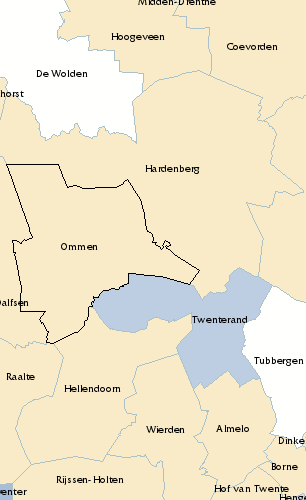 Midden-Drenthe
Hoogeveen
Coevorden
De Wolden
horst
Hardenberg
Ommen
Dalfsen
Twenterand
Tubbergen
Raalte
Hellendoorn
Wierden
Almelo
Dinke
Borne
Rijssen-Holten
Hof van Twente
enter
Henge